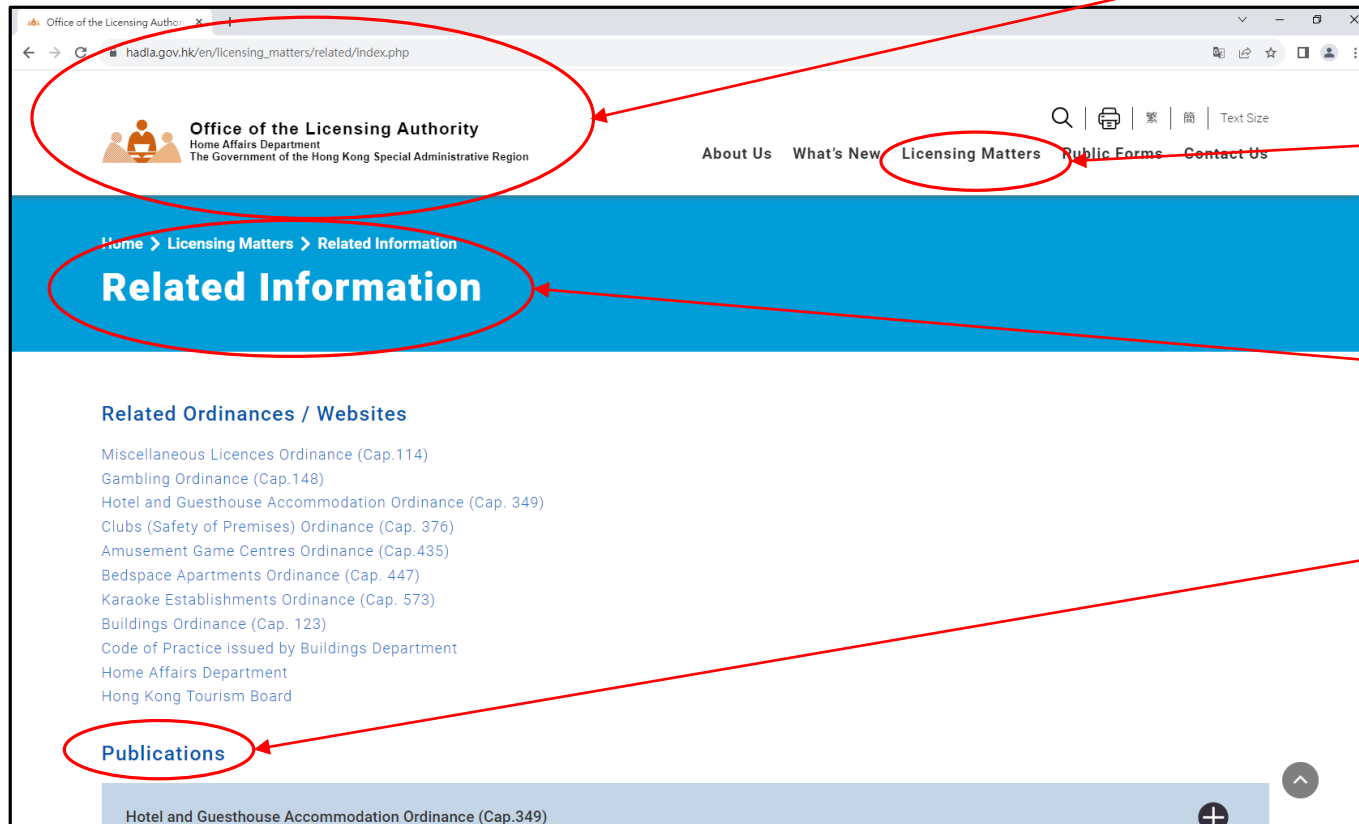 Office of the Licensing Author
hadla.gov.hk/en/licensing_matters/related/index.php
Office of the Licensing Authority
Home Affairs Department
The Government of the Hong Kong Special Administrative Region
繁 | 簡 | Text Size
About Us What's New Licensing Matters Public Forms Contact Us
Home > Licensing Matters > Related Information
Related Information
Related Ordinances / Websites
Miscellaneous Licences Ordinance (Cap.114)
Gambling Ordinance (Cap.148)
Hotel and Guesthouse Accommodation Ordinance (Cap. 349)
Clubs (Safety of Premises) Ordinance (Cap. 376)
Amusement Game Centres Ordinance (Cap.435)
Bedspace Apartments Ordinance (Cap. 447)
Karaoke Establishments Ordinance (Cap. 573)
Buildings Ordinance (Cap. 123)
Code of Practice issued by Buildings Department
Home Affairs Department
Hong Kong Tourism Board
Publications
Hotel and Guesthouse Accommodation Ordinance (Cap.349)